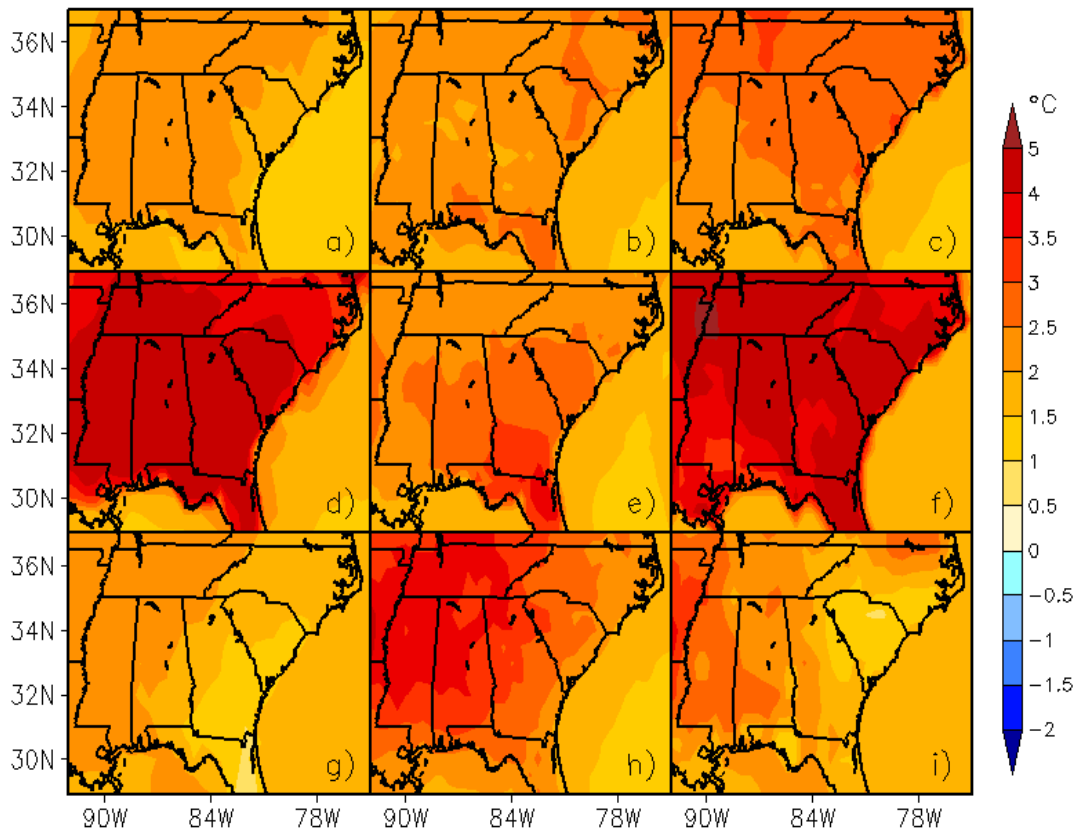 36N
34N
32N
30N
a)
b)
c)
°C
5
4
3.5
3
2.5
2
1.5
1
0.5
0
−0.5
−1
−1.5
−2
36N
34N
32N
30N
d)
e)
f)
36N
34N
32N
30N
g)
h)
i)
90W 84W 78W 90W 84W 78W 90W 84W 78W